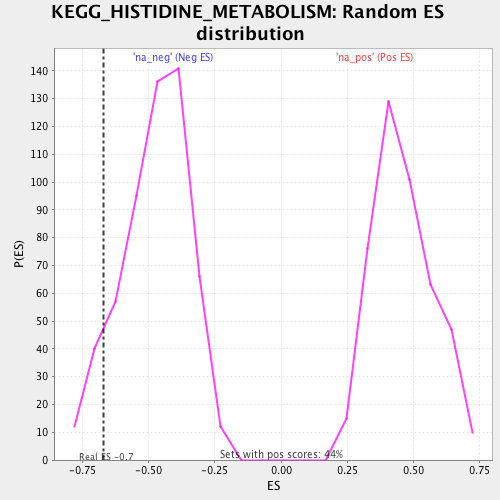 KEGG_HISTIDINE_METABOLISM: Random ES
distribution
'na_neg' (Neg ES)
'na_pos' (Pos ES)
140
130
120
110
100
90
80
70
60
50
40
30
20
10
0
P(ES)
Real ES -0.7
Sets with pos scores: 44%
-0.75
-0.50
-0.25
0.00
0.25
0.50
0.75
ES